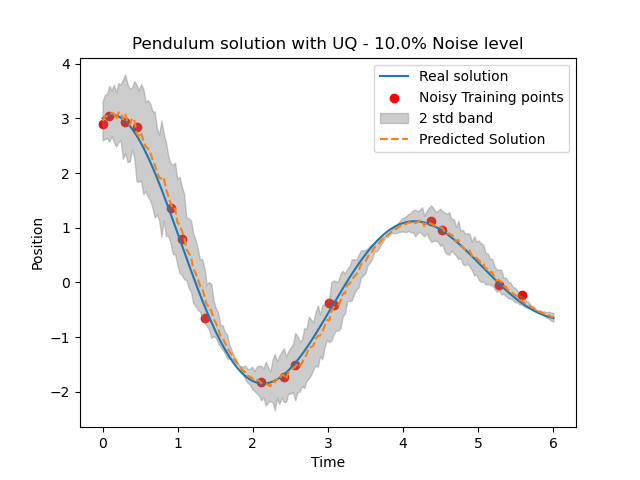 Pendulum solution with UQ - 10.0% Noise level
Real solution
Noisy Training points
2 std band
Predicted Solution
4
3
2
1
0
−1
−2
Position
0 1 2 3 4 5 6
Time